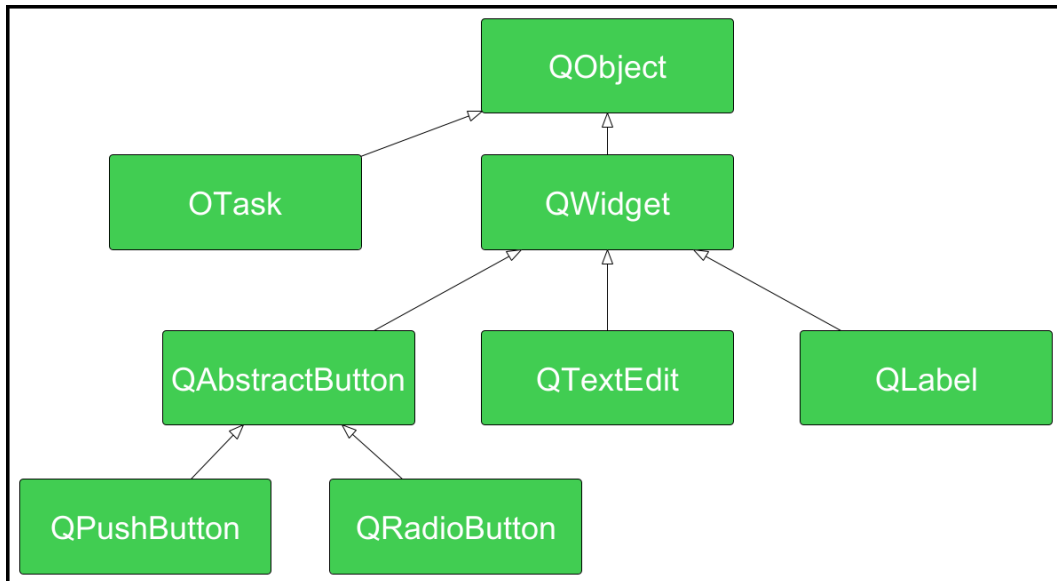 QObject
OTask
QWidget
QAbstractButton
QTextEdit
QLabel
QPushButton
QRadioButton